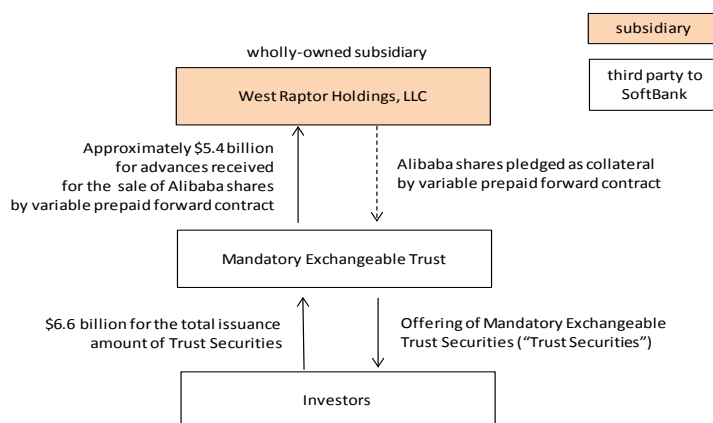 subsidiary
wholly-owned subsidiary
third party to
SoftBank
West Raptor Holdings, LLC
Approximately $5.4 billion
for advances received
for the sale of Alibaba shares
by variable prepaid forward contract
Alibaba shares pledged as collateral
by variable prepaid forward contract
Mandatory Exchangeable Trust
$6.6 billion for the total issuance
amount of Trust Securities
Offering of Mandatory Exchangeable
Trust Securities (“Trust Securities”)
Investors